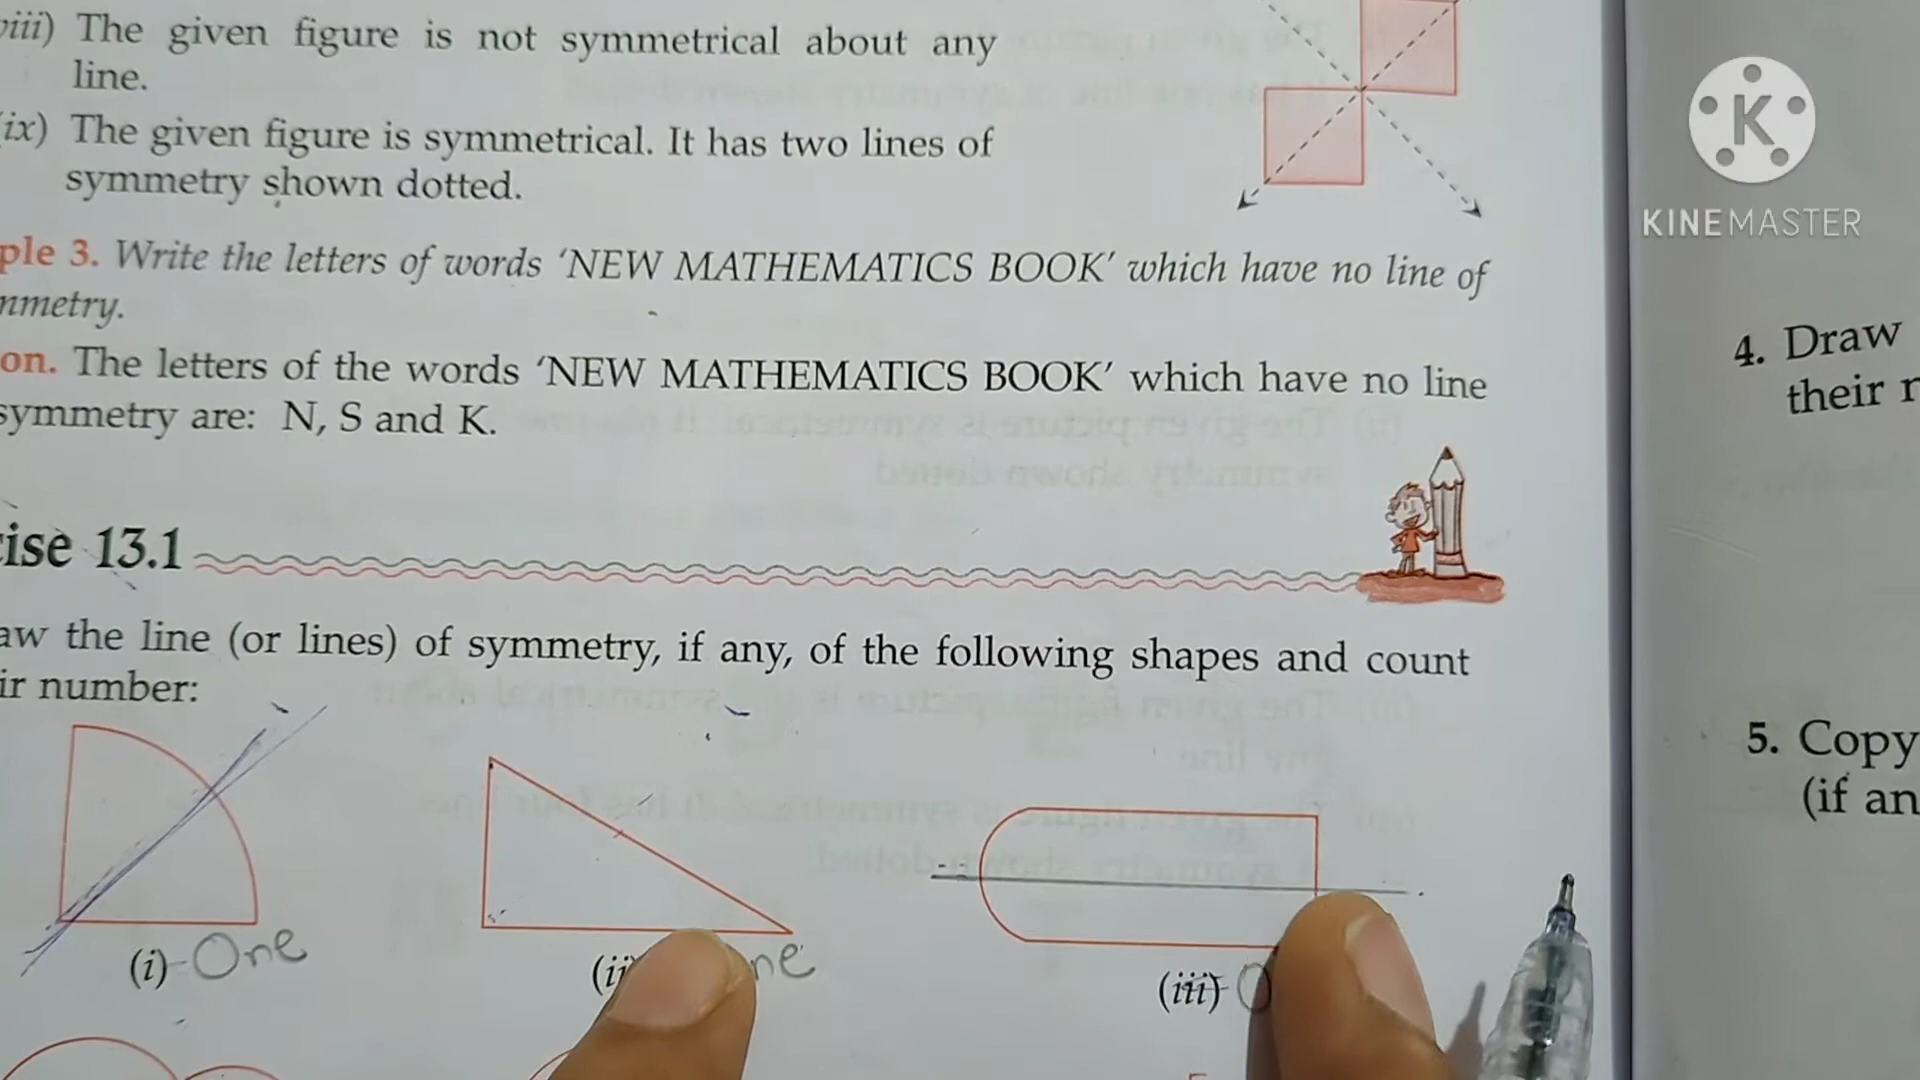 viii) The given figure is not symmetrical about any
line.
ix) The given figure is symmetrical. It has two lines of
symmetry shown dotted.
ple 3. Write the letters of words ‘NEW MATHEMATICS BOOK’ which have no line of
mmetry.
on. The letters of the words ‘NEW MATHEMATICS BOOK’ which have no line
symmetry are: N, S and K.
ise 13.1
aw the line (or lines) of symmetry, if any, of the following shapes and count
ir number:
(i) One
(ii ne
(iii) O
4. Draw
their r
5. Copy
(if an
K
KINEMASTER